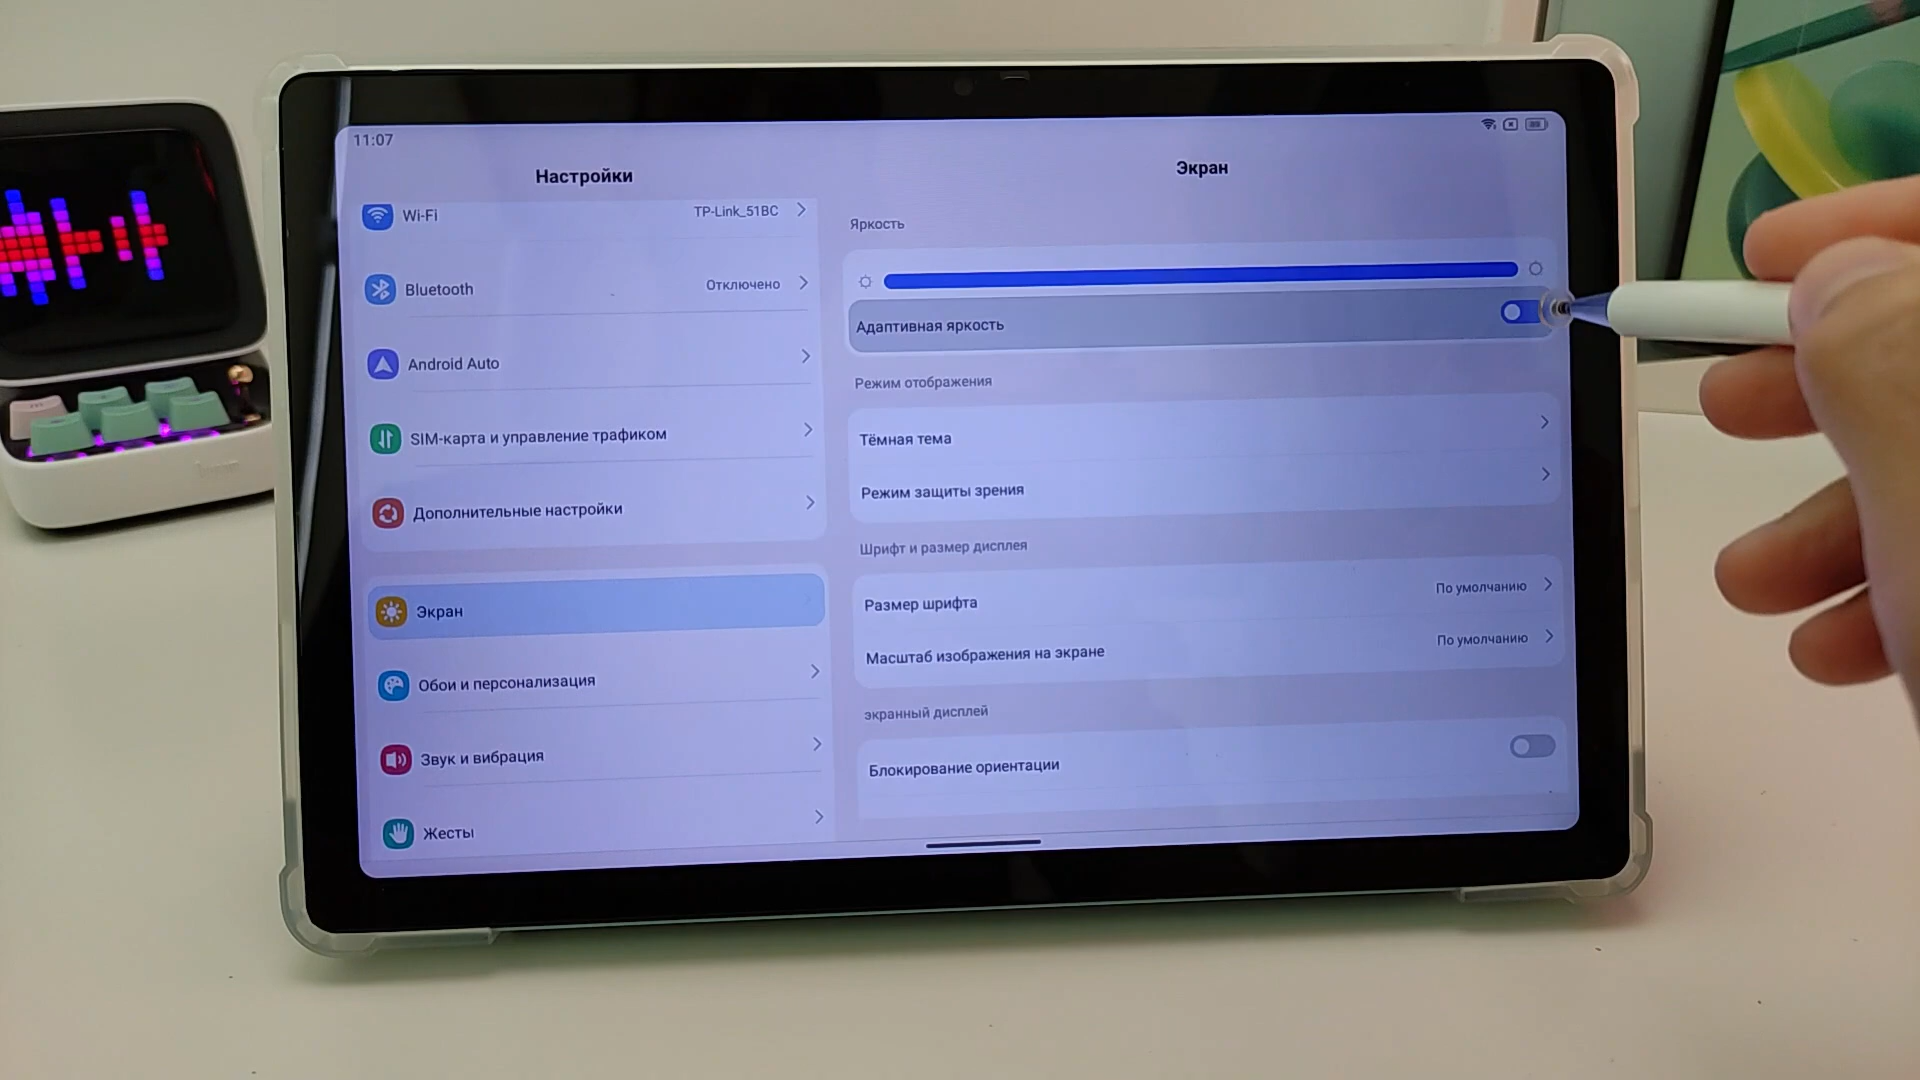 11:07
Настройки
Wi-Fi
TP-Link_51BC
Bluetooth
Отключено
Android Auto
SIM-карта и управление трафиком
Дополнительные настройки
Экран
Обои и персонализация
Звук и вибрация
Жесты
Экран
Яркость
Адаптивная яркость
Режим отображения
Тёмная тема
Режим защиты зрения
Шрифт и размер дисплея
Размер шрифта
По умолчанию
Масштаб изображения на экране
По умолчанию
экранный дисплей
Блокирование ориентации